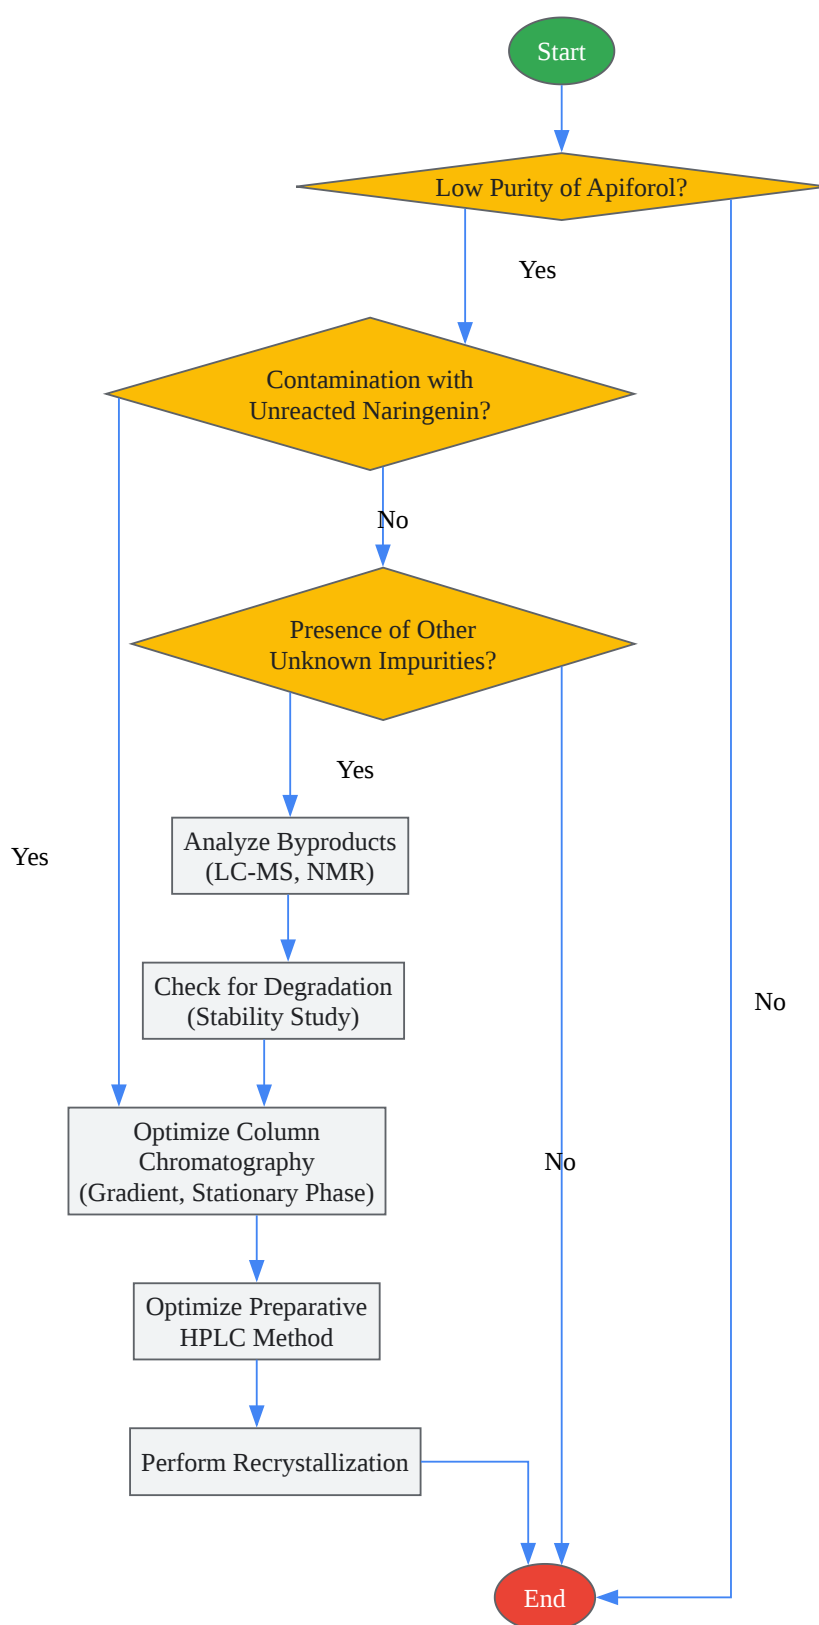 Start
Low Purity of Apiforol?
Yes
Contamination with
Unreacted Naringenin?
No
Presence of Other
Unknown Impurities?
Yes
Analyze Byproducts
(LC-MS, NMR)
Yes
Check for Degradation
(Stability Study)
No
Optimize Column
Chromatography
(Gradient, Stationary Phase)
No
Optimize Preparative
HPLC Method
Perform Recrystallization
End